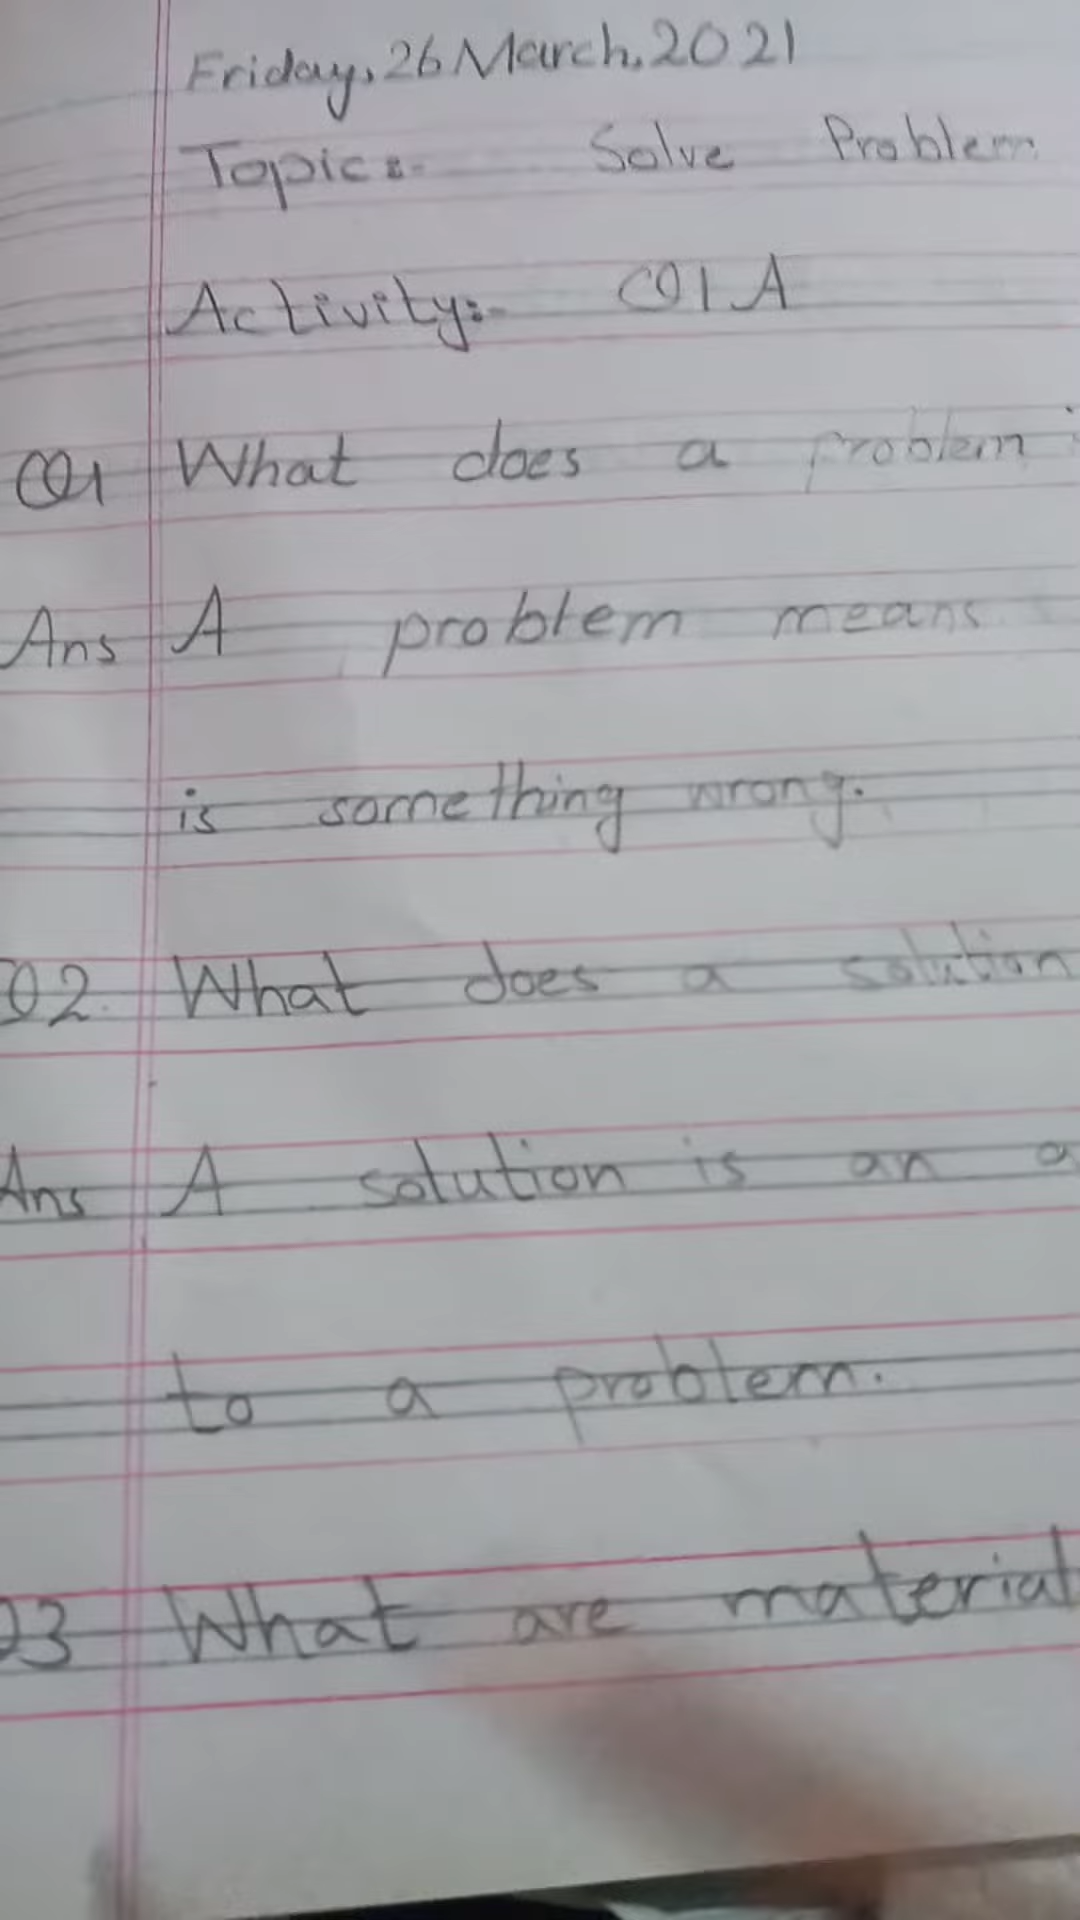 Friday, 26 March, 2021
Topic:- Solve Problem
Activity:- Q1A
Q1 What does a problem
Ans A problem means
is something wrong.
Q2 What does a solution
Ans A solution is an a
to a problem.
Q3 What are material